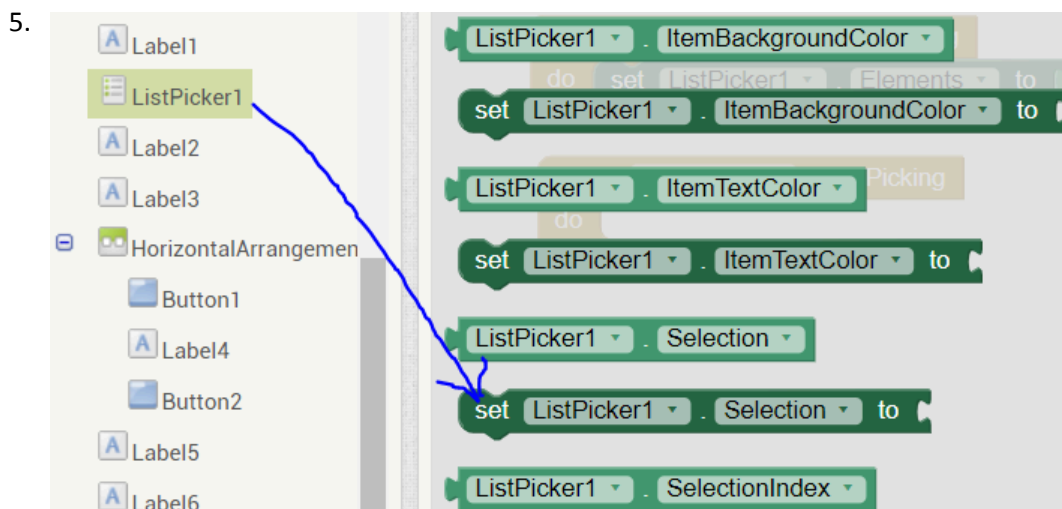 5.
Label1
ListPicker1
Label2
Label3
HorizontalArrangemen
Button1
Label4
Button2
Label5
Label6
ListPicker1 . ItemBackgroundColor
do set ListPicker1 . Elements to
set ListPicker1 . ItemBackgroundColor to
ListPicker1 . ItemTextColor
Picking
do
set ListPicker1 . ItemTextColor to
ListPicker1 . Selection
set ListPicker1 . Selection to
ListPicker1 . SelectionIndex